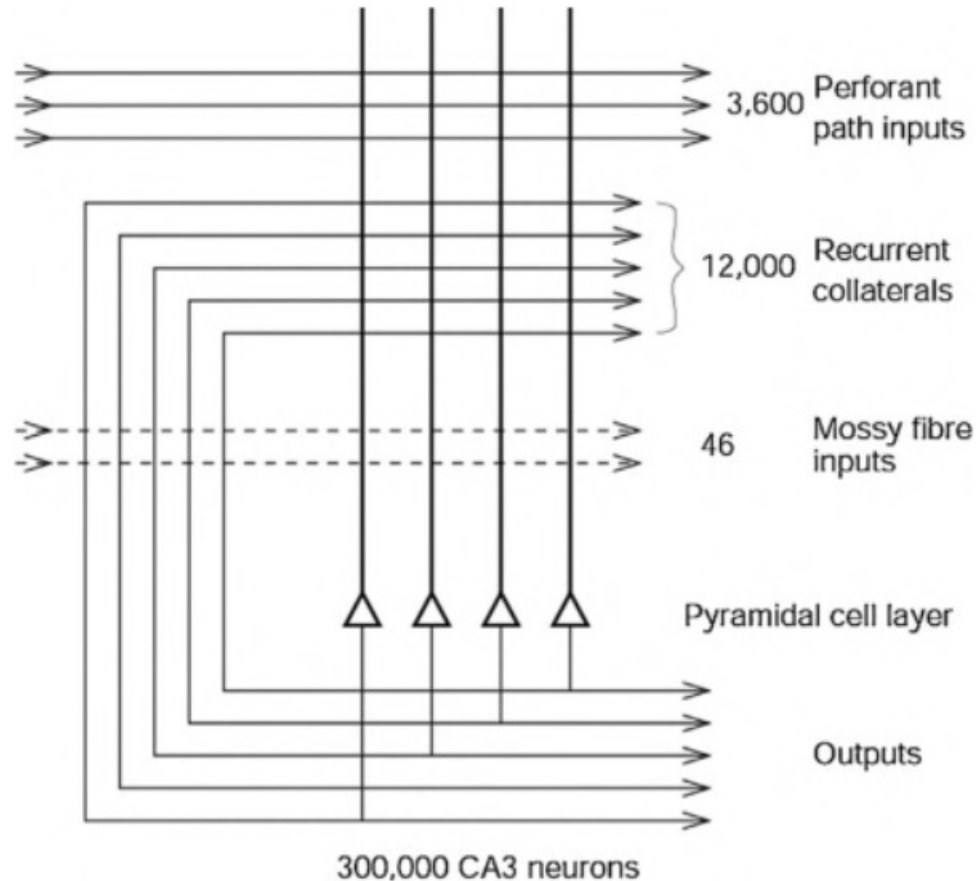 3,600 Perforant
path inputs
12,000 Recurrent
collaterals
46 Mossy fibre
inputs
Pyramidal cell layer
Outputs
300,000 CA3 neurons